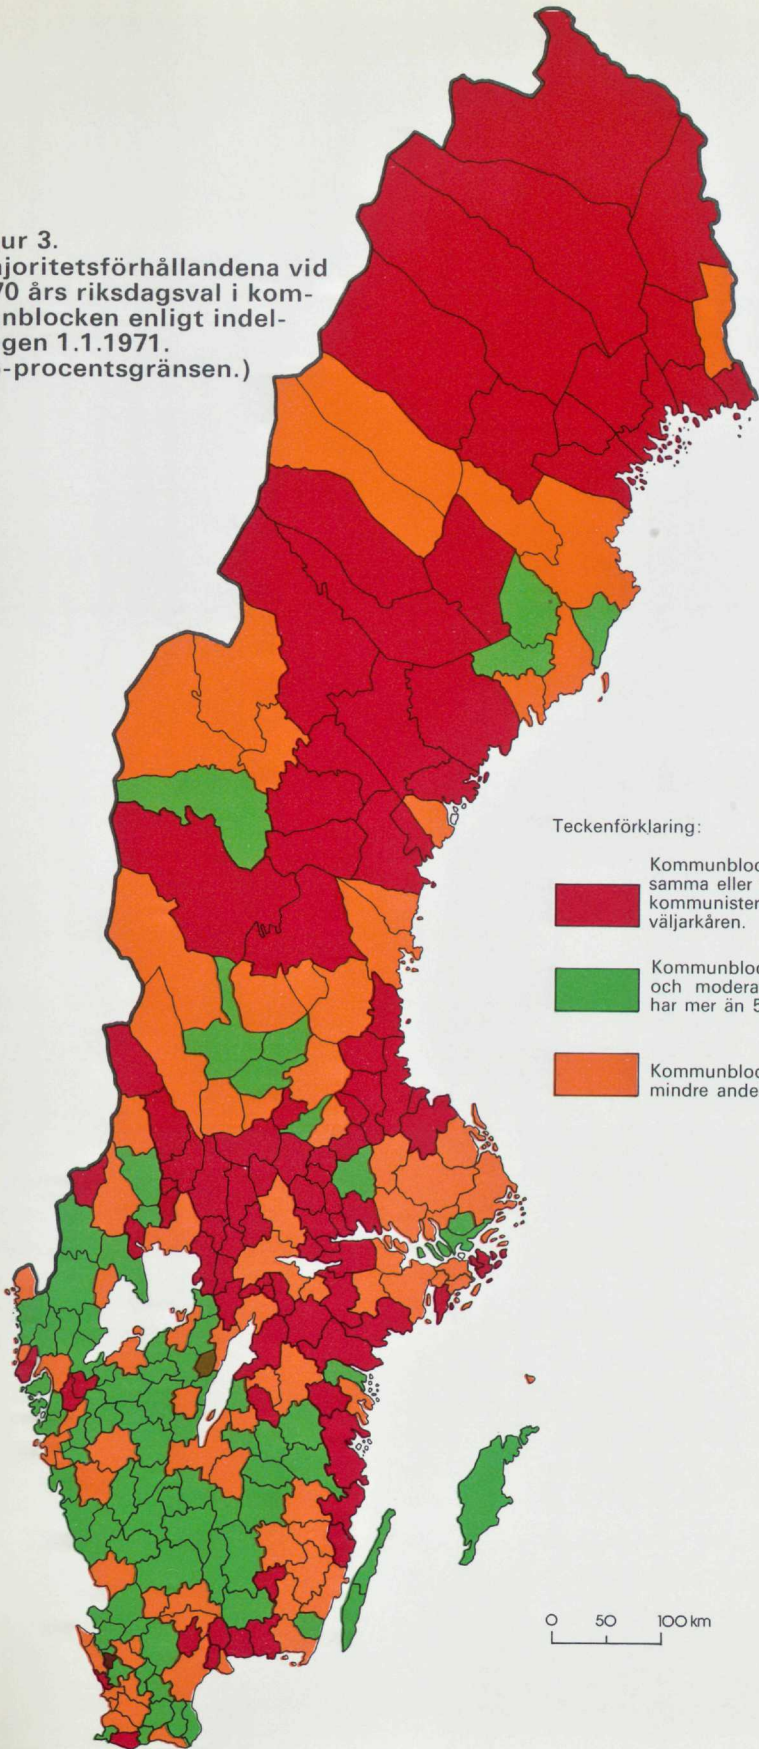 ur 3.
joritetsförhållandena vid
70 års riksdagsval i kom-
nblocken enligt indel-
gen 1.1.1971.
-procentsgränsen.)
Teckenförklaring:
Kommunbloc
samma eller
kommunister
väljarkåren.
Kommunbloc
och modera
har mer än 5
Kommunbloc
mindre ande
0 50 100 km